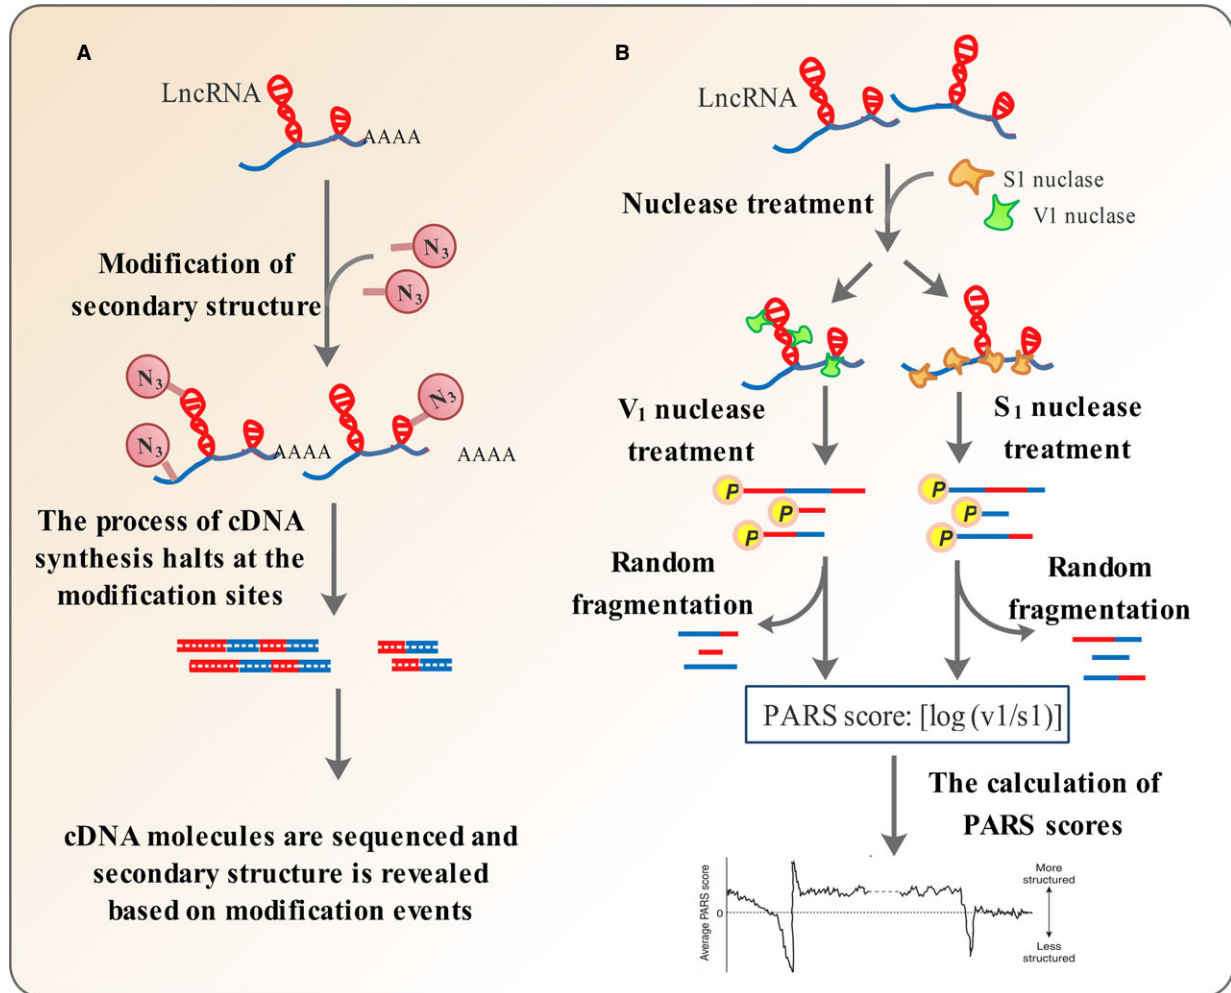 A
LncRNA
AAAA
Modification of
secondary structure
N3
N3
N3
N3
N3
AAAA
AAAA
The process of cDNA
synthesis halts at the
modification sites
cDNA molecules are sequenced and
secondary structure is revealed
based on modification events
B
LncRNA
Nuclease treatment
S1 nuclase
V1 nuclase
V1 nuclease
treatment
S1 nuclease
treatment
P
P
P
P
P
P
Random
fragmentation
Random
fragmentation
PARS score: [log (v1/s1)]
The calculation of
PARS scores
Average PARS score
0
More
structured
Less
structured